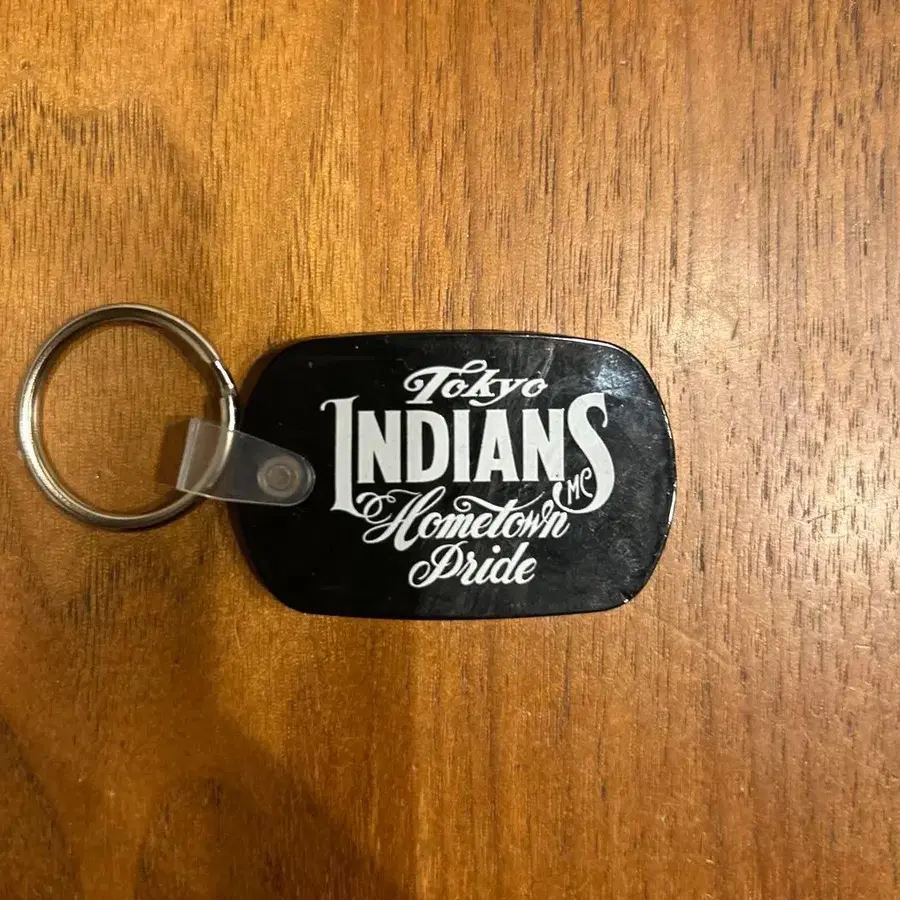 Tokyo
INDIANS
MC
Hometown
Pride